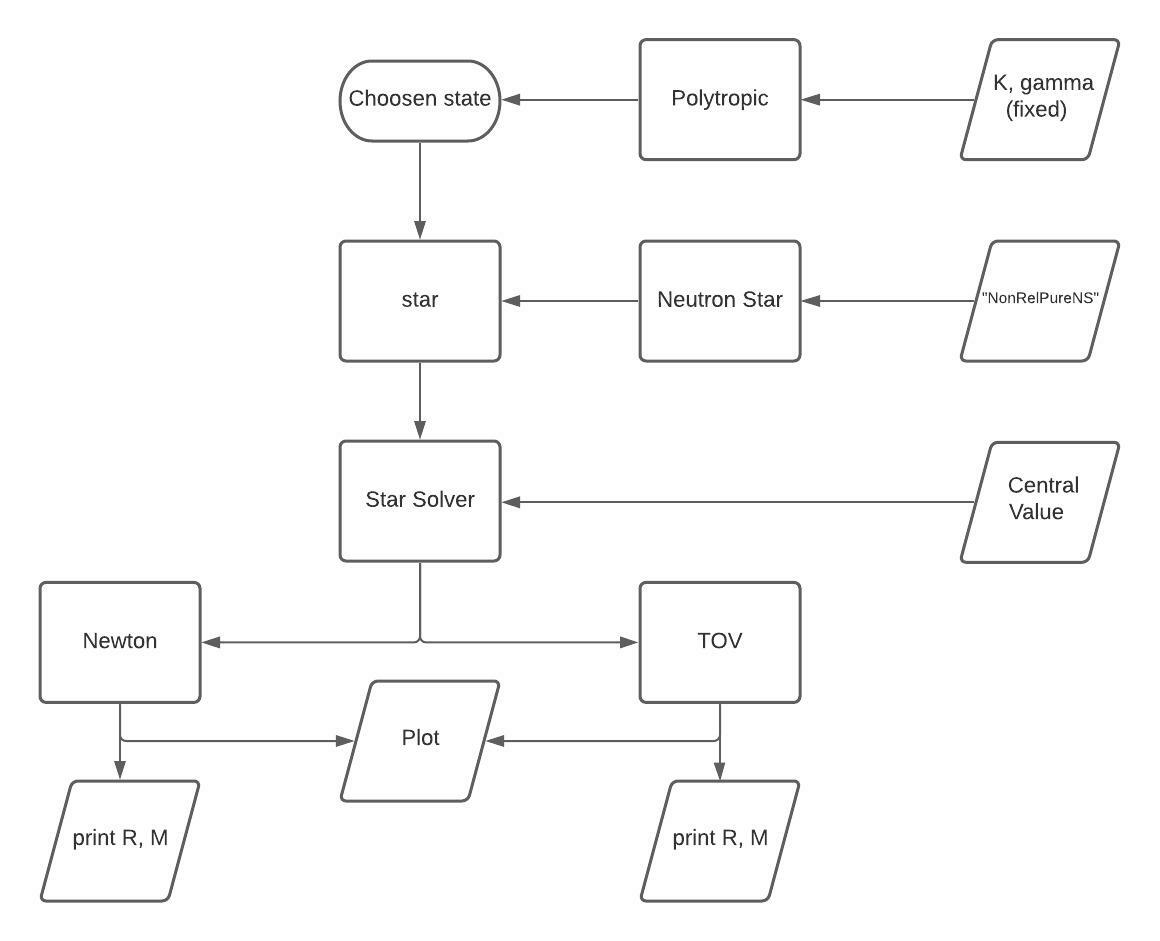 Choosen state
Polytropic
K, gamma
(fixed)
star
Neutron Star
"NonRelPureNS"
Star Solver
Central
Value
Newton
TOV
Plot
print R, M
print R, M